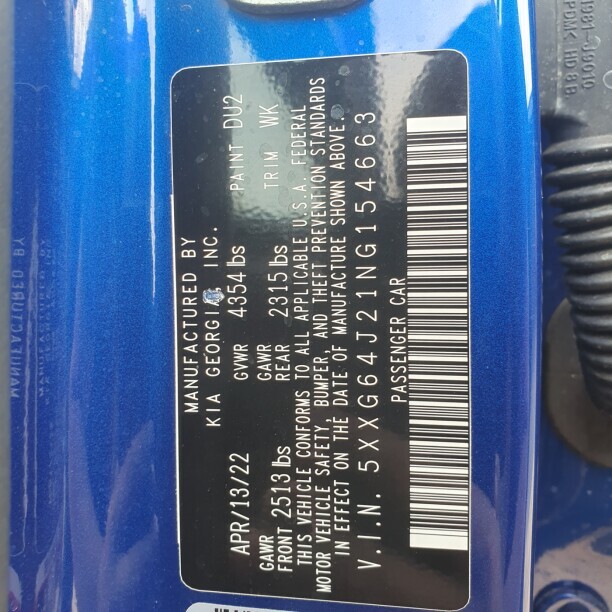 MANUFACTURED BY
KIA GEORGIA, INC.
APR/13/22 GVWR 4354 lbs PAINT DU2
GAWR FRONT 2513 lbs GAWR REAR 2315 lbs TRIM WK
THIS VEHICLE CONFORMS TO ALL APPLICABLE U.S.A. FEDERAL
MOTOR VEHICLE SAFETY, BUMPER, AND THEFT PREVENTION STANDARDS
IN EFFECT ON THE DATE OF MANUFACTURE SHOWN ABOVE.
V.I.N. 5XXG64J21NG154663
PASSENGER CAR